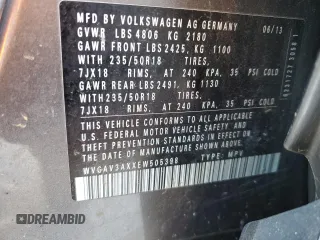 MFD BY VOLKSWAGEN AG GERMANY
GVWR LBS 4806 KG 2180 06/13
GAWR FRONT LBS 2425, KG 1100
WITH 235/50R18 TIRES,
7JX18 RIMS, AT 240 KPA, 35 PSI COLD
GAWR REAR LBS 2491, KG 1130
WITH 235/50R18 TIRES,
7JX18 RIMS, AT 240 KPA, 35 PSI COLD
THIS VEHICLE CONFORMS TO ALL APPLICABLE
U.S. FEDERAL MOTOR VEHICLE SAFETY AND
THEFT PREVENTION STANDARDS IN EFFECT
ON THE DATE OF MANUFACTURE SHOWN ABOVE.
WVGAV3AXXEW505398 TYPE: MPV
DREAMBID